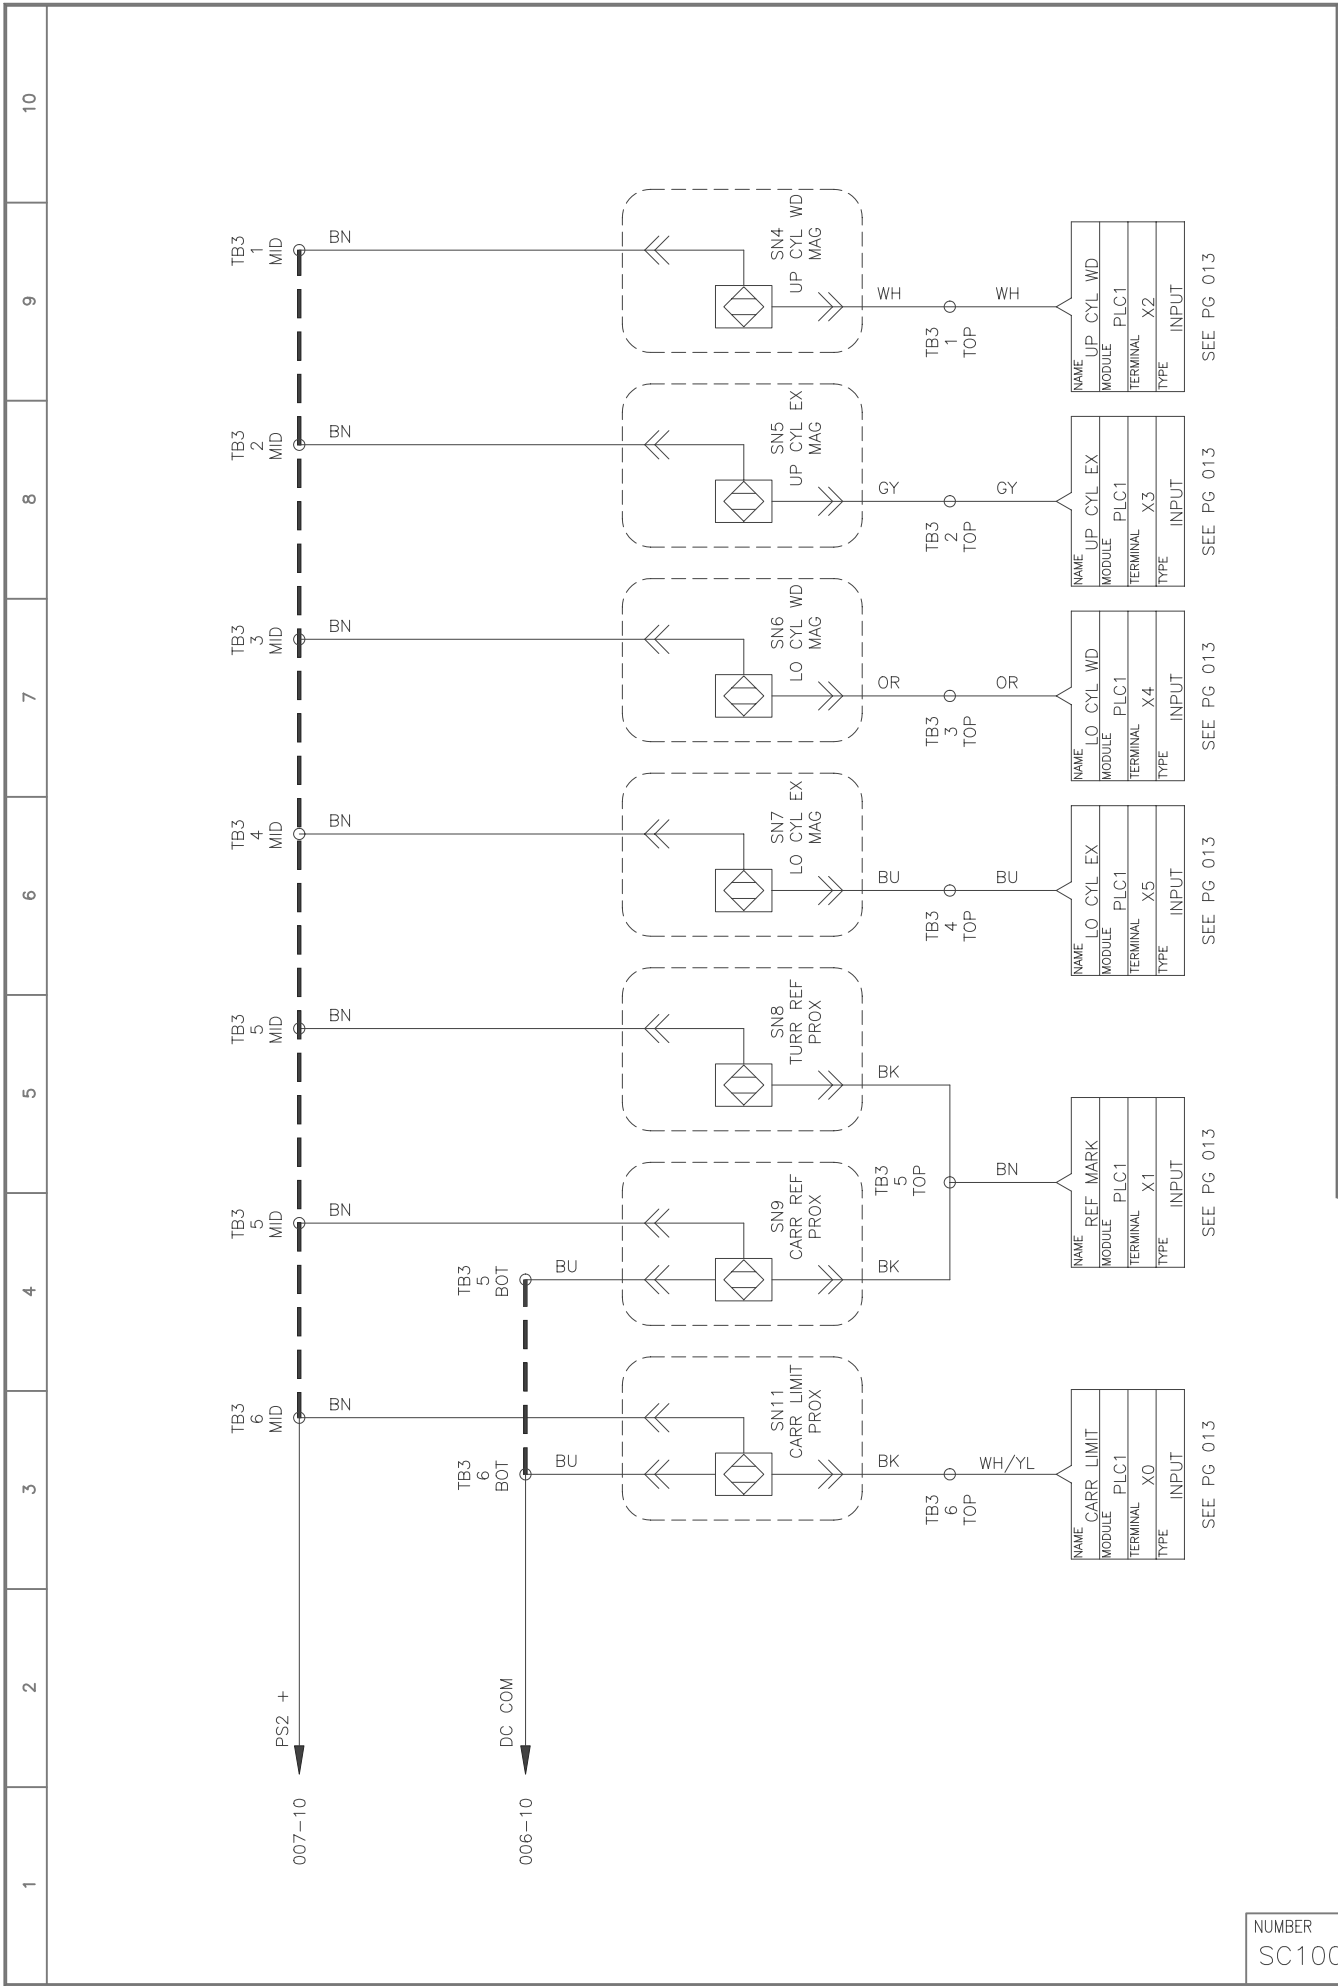 1
2
3
4
5
6
7
8
9
10
007-10
PS2 +
006-10
DC COM
TB3
6
MID
BN
TB3
5
MID
BN
TB3
5
MID
BN
TB3
4
MID
BN
TB3
3
MID
BN
TB3
2
MID
BN
TB3
1
MID
BN
TB3
6
BOT
BU
TB3
5
BOT
BU
SN11
CARR LIMIT
PROX
SN9
CARR REF
PROX
SN8
TURR REF
PROX
SN7
LO CYL EX
MAG
SN6
LO CYL WD
MAG
SN5
UP CYL EX
MAG
SN4
UP CYL WD
MAG
BK
TB3
6
TOP
WH/YL
BK
BK
TB3
5
TOP
BN
BU
TB3
4
TOP
BU
OR
TB3
3
TOP
OR
GY
TB3
2
TOP
GY
WH
TB3
1
TOP
WH
NAME CARR LIMIT
MODULE PLC1
TERMINAL X0
TYPE INPUT
SEE PG 013
NAME REF MARK
MODULE PLC1
TERMINAL X1
TYPE INPUT
SEE PG 013
NAME LO CYL EX
MODULE PLC1
TERMINAL X5
TYPE INPUT
SEE PG 013
NAME LO CYL WD
MODULE PLC1
TERMINAL X4
TYPE INPUT
SEE PG 013
NAME UP CYL EX
MODULE PLC1
TERMINAL X3
TYPE INPUT
SEE PG 013
NAME UP CYL WD
MODULE PLC1
TERMINAL X2
TYPE INPUT
SEE PG 013
NUMBER